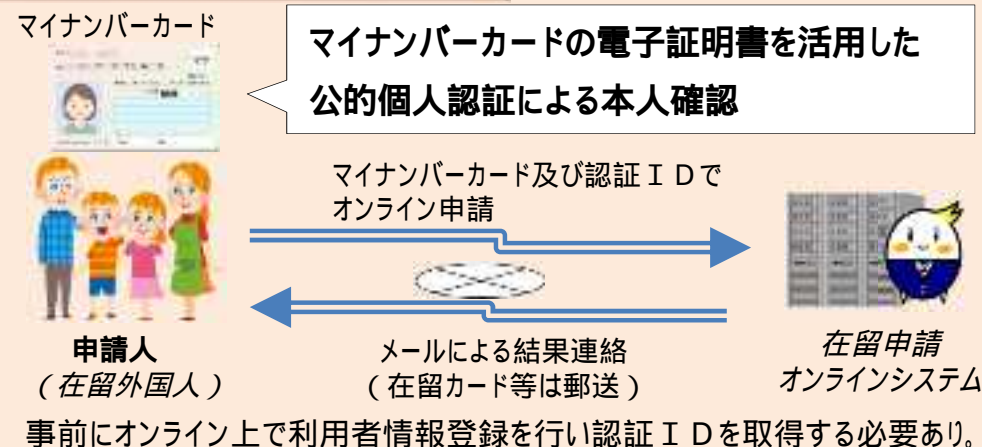 マイナンバーカード
マイナンバーカードの電子証明書を活用した
公的個人認証による本人確認
マイナンバーカード及び認証ＩＤで
オンライン申請
申請人
（在留外国人）
メールによる結果連絡
（在留カード等は郵送）
在留申請
オンラインシステム
事前にオンライン上で利用者情報登録を行い認証ＩＤを取得する必要あり。